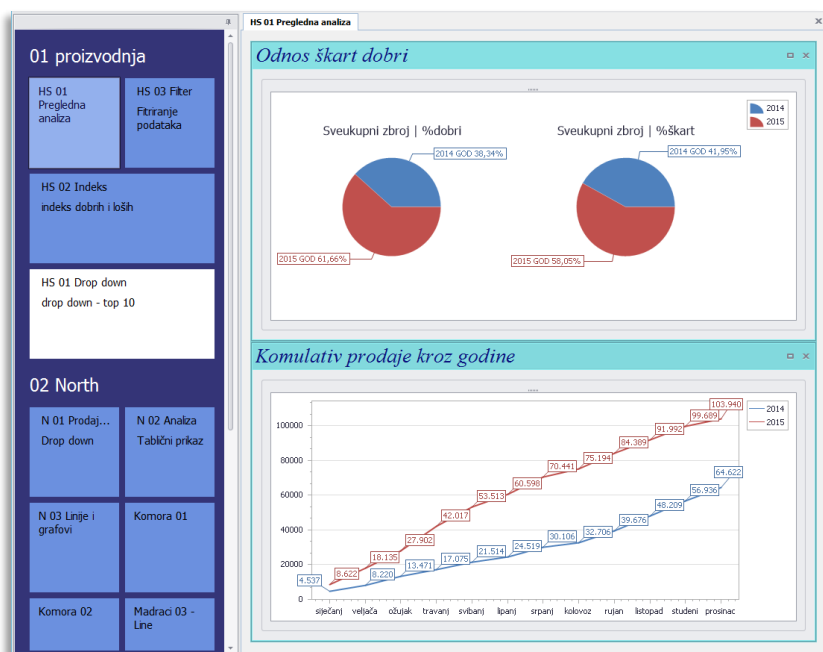 HS 01 Pregledna analiza
01 proizvodnja
HS 01
Pregledna
analiza
HS 03 Filter
Fitriranje
podataka
HS 02 Indeks
indeks dobrih i loših
HS 01 Drop down
drop down - top 10
02 North
N 01 Prodaj...
Drop down
N 02 Analiza
Tablični prikaz
N 03 Linije i
grafovi
Komora 01
Komora 02
Madraci 03 -
Line
Odnos škart dobri
2014
2015
Sveukupni zbroj | %dobri
2014 GOD 38,34%
2015 GOD 61,66%
Sveukupni zbroj | %škart
2014 GOD 41,95%
2015 GOD 58,05%
Komulativ prodaje kroz godine
2014
2015
100000
80000
60000
40000
20000
0
8.622
18.135
27.902
42.017
53.513
60.598
70.441
75.194
84.389
91.992
99.689
103.940
4.537
8.220
13.471
17.075
21.514
24.519
30.106
32.706
39.676
48.209
56.936
64.622
siječanj
veljača
ožujak
travanj
svibanj
lipanj
srpanj
kolovoz
rujan
listopad
studeni
prosinac